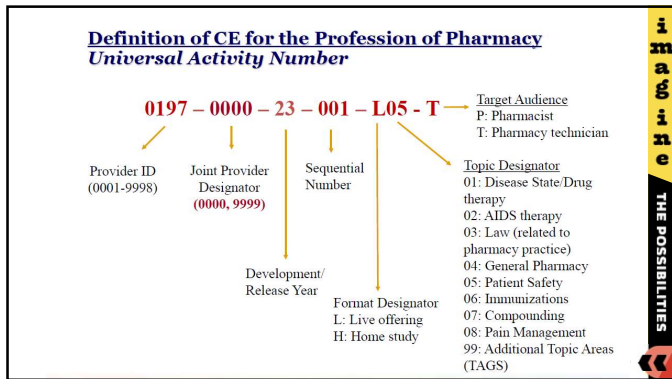 Definition of CE for the Profession of Pharmacy
Universal Activity Number
0197 – 0000 – 23 – 001 – L05 - T
Target Audience
P: Pharmacist
T: Pharmacy technician
Provider ID
(0001-9998)
Joint Provider
Designator
(0000, 9999)
Sequential
Number
Topic Designator
01: Disease State/Drug
therapy
02: AIDS therapy
03: Law (related to
pharmacy practice)
04: General Pharmacy
05: Patient Safety
06: Immunizations
07: Compounding
08: Pain Management
99: Additional Topic Areas
(TAGS)
Development/
Release Year
Format Designator
L: Live offering
H: Home study
imagine
THE POSSIBILITIES